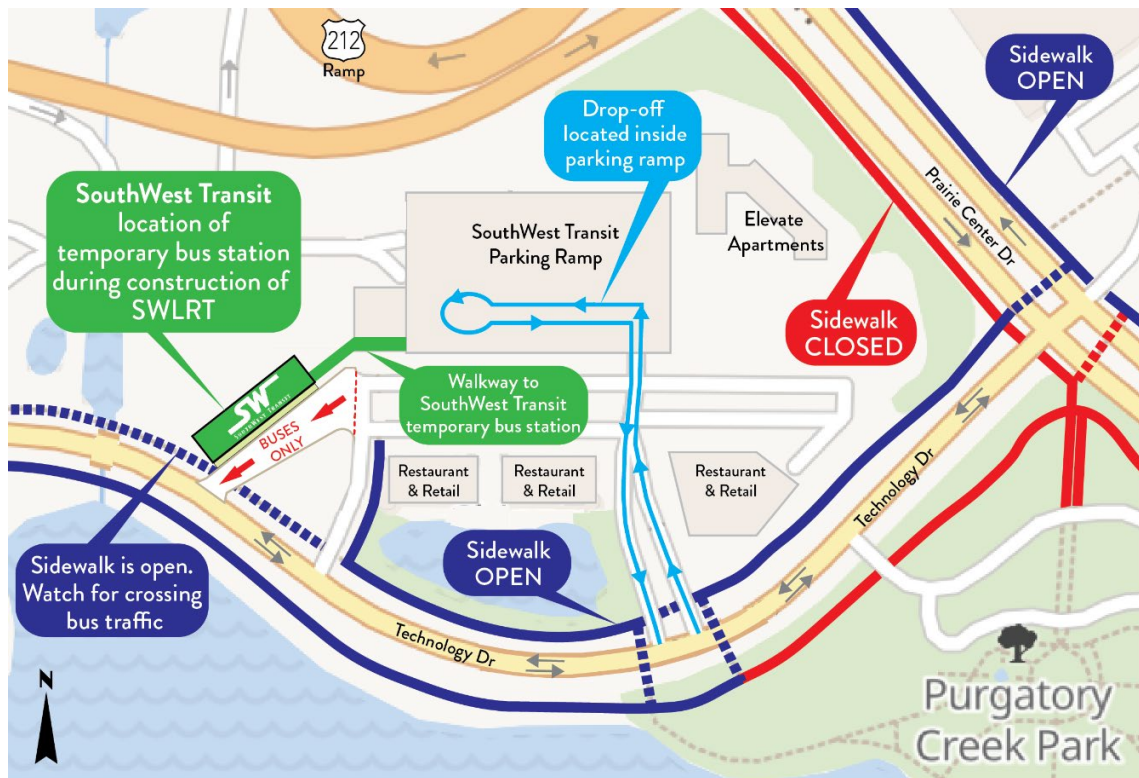 212
Ramp
Sidewalk
OPEN
Drop-off
located inside
parking ramp
SouthWest Transit
location of
temporary bus station
during construction of
SWLRT
SouthWest Transit
Parking Ramp
Elevate
Apartments
Prairie Center Dr
Sidewalk
CLOSED
SW
SOUTHWEST TRANSIT
BUSES
ONLY
Walkway to
SouthWest Transit
temporary bus station
Restaurant
& Retail
Restaurant
& Retail
Restaurant
& Retail
Technology Dr
Sidewalk
OPEN
Sidewalk is open.
Watch for crossing
bus traffic
Technology Dr
N
Purgatory
Creek Park